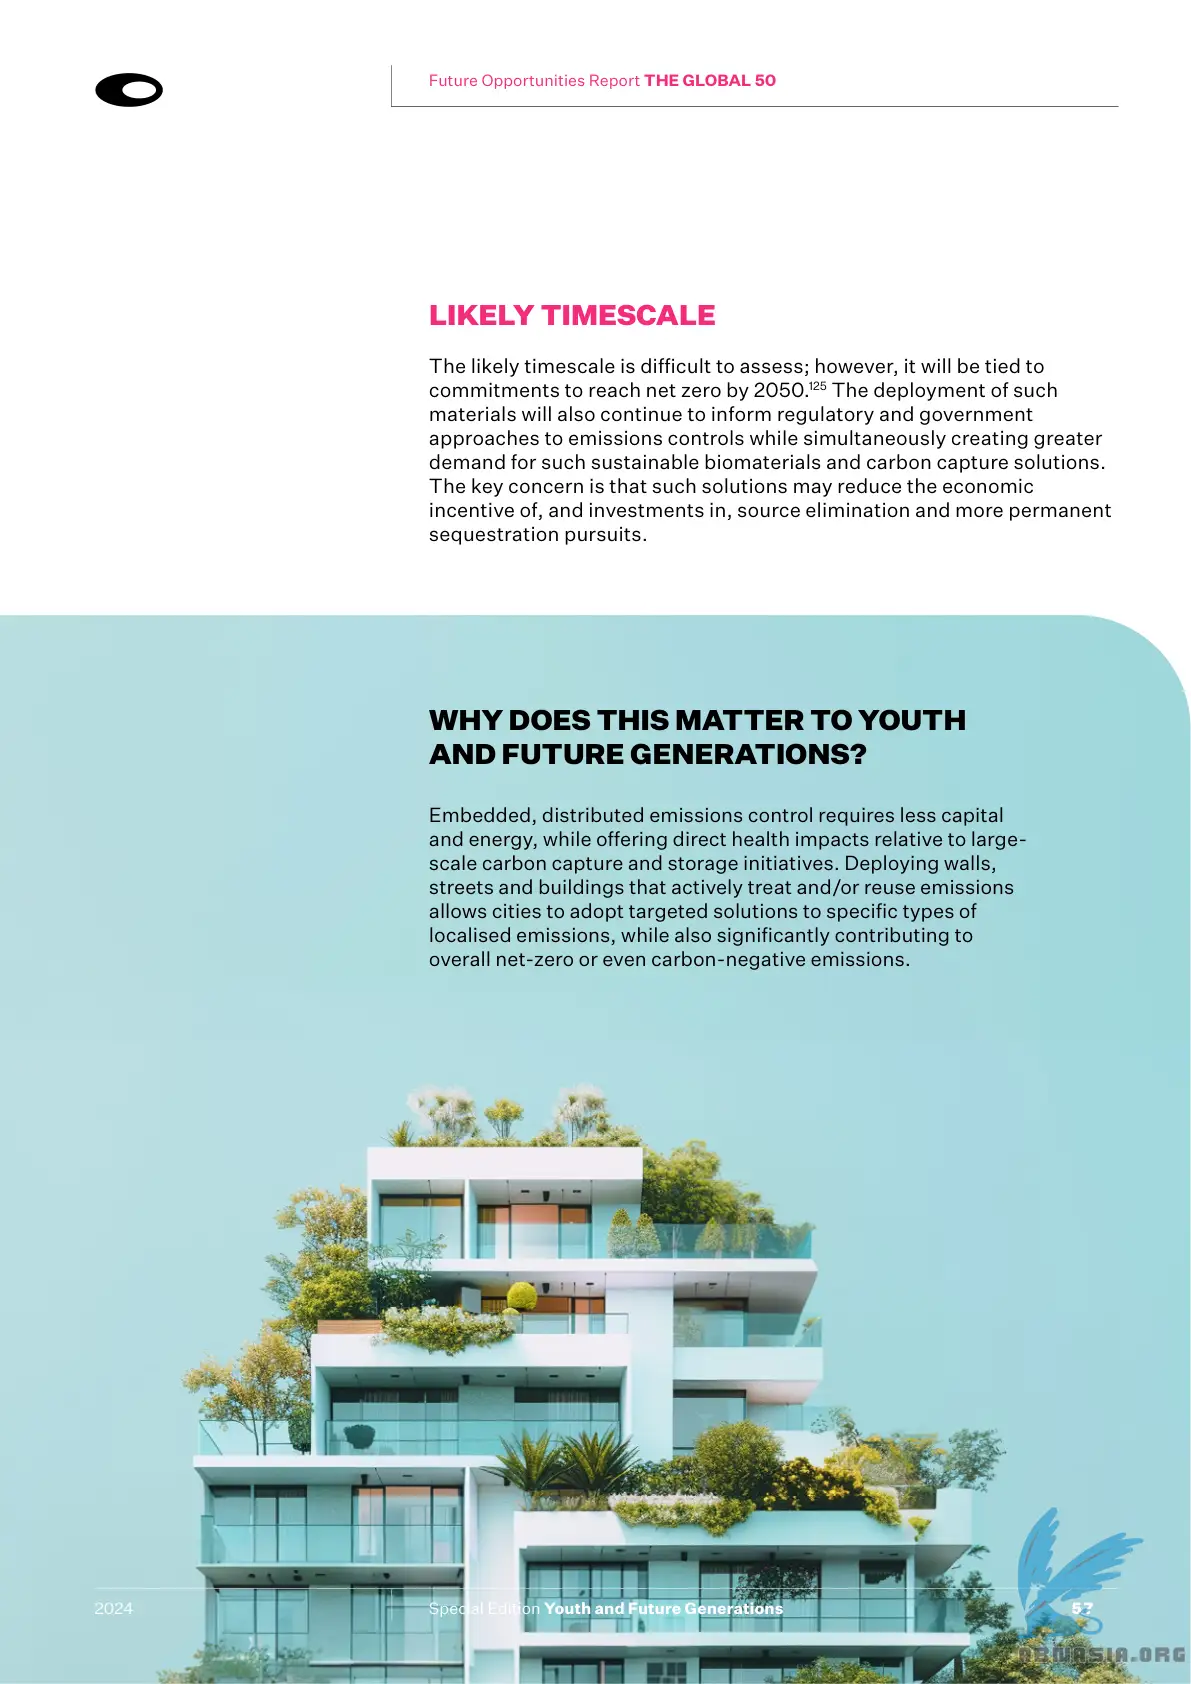 Future Opportunities Report THE GLOBAL 50
LIKELY TIMESCALE
The likely timescale is difficult to assess; however, it will be tied to
commitments to reach net zero by 2050.125 The deployment of such
materials will also continue to inform regulatory and government
approaches to emissions controls while simultaneously creating greater
demand for such sustainable biomaterials and carbon capture solutions.
The key concern is that such solutions may reduce the economic
incentive of, and investments in, source elimination and more permanent
sequestration pursuits.
WHY DOES THIS MATTER TO YOUTH
AND FUTURE GENERATIONS?
Embedded, distributed emissions control requires less capital
and energy, while offering direct health impacts relative to large-
scale carbon capture and storage initiatives. Deploying walls,
streets and buildings that actively treat and/or reuse emissions
allows cities to adopt targeted solutions to specific types of
localised emissions, while also significantly contributing to
overall net-zero or even carbon-negative emissions.
2024
Special Edition Youth and Future Generations
57